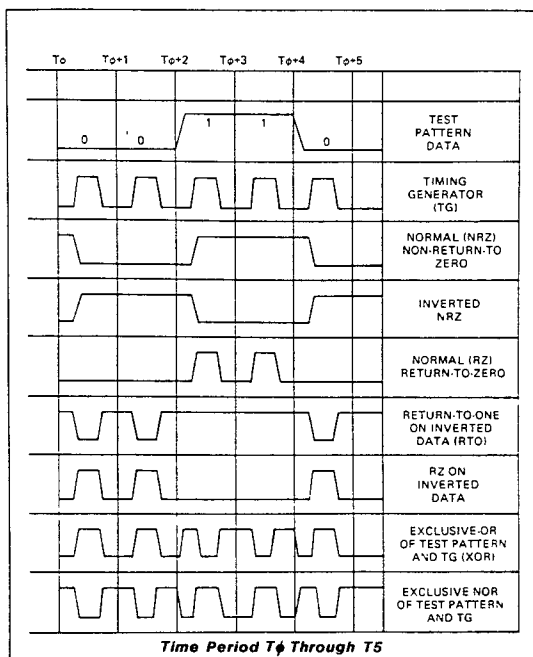 Tφ Tφ+1 Tφ+2 Tφ+3 Tφ+4 Tφ+5
0 0 1 1 0
TEST
PATTERN
DATA
TIMING
GENERATOR
(TG)
NORMAL (NRZ)
NON-RETURN-TO
ZERO
INVERTED
NRZ
NORMAL (RZ)
RETURN-TO-ZERO
RETURN-TO-ONE
ON INVERTED
DATA (RTO)
RZ ON
INVERTED
DATA
EXCLUSIVE-OR
OF TEST PATTERN
AND TG (XOR)
EXCLUSIVE NOR
OF TEST PATTERN
AND TG
Time Period Tφ Through T5